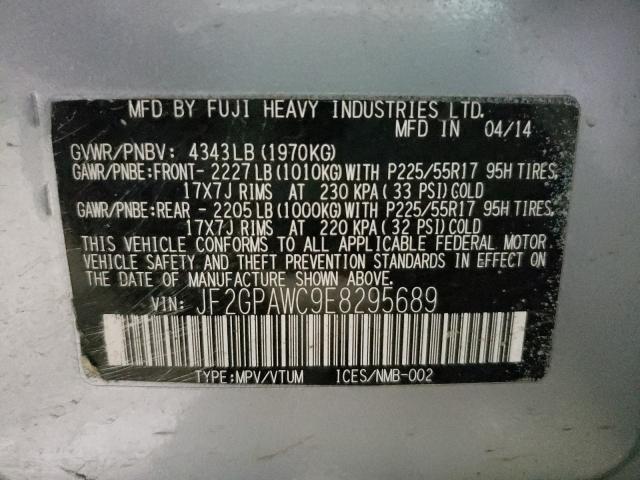 MFD BY FUJI HEAVY INDUSTRIES LTD.
MFD IN 04/14
GVWR/PNBV: 4343LB (1970KG)
GAWR/PNBE:FRONT- 2227LB (1010KG) WITH P225/55R17 95H TIRES,
17X7J RIMS AT 230 KPA ( 33 PSI) COLD
GAWR/PNBE:REAR - 2205LB (1000KG) WITH P225/55R17 95H TIRES,
17X7J RIMS AT 220 KPA ( 32 PSI) COLD
THIS VEHICLE CONFORMS TO ALL APPLICABLE FEDERAL MOTOR
VEHICLE SAFETY AND THEFT PREVENTION STANDARDS IN EFFECT ON
THE DATE OF MANUFACTURE SHOWN ABOVE.
VIN: JF2GPAWC9E8295689
TYPE:MPV/VTUM ICES/NMB-002